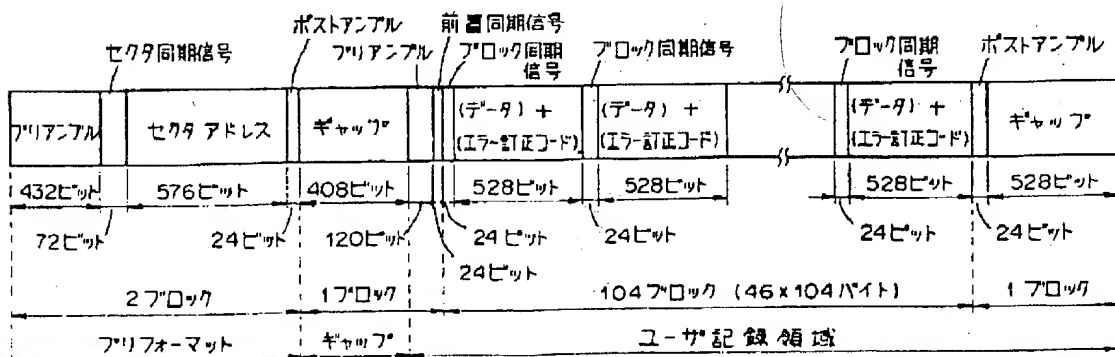 ポストアンブル 前置同期信号
セクタ同期信号 プリアンブル ブロック同期信号 ブロック同期信号 ブロック同期信号 ポストアンブル
プリアンブル セクタ アドレス ギャップ (データ) + (エラー訂正コード) (データ) + (エラー訂正コード) (データ) + (エラー訂正コード) ギャップ
432ビット 576ビット 408ビット 528ビット 528ビット 528ビット 528ビット
72ビット 24ビット 120ビット 24ビット 24ビット 24ビット 24ビット
24ビット
2ブロック 1ブロック 104ブロック (46×104バイト) 1ブロック
プリフォーマット ギャップ ユーザ記録領域